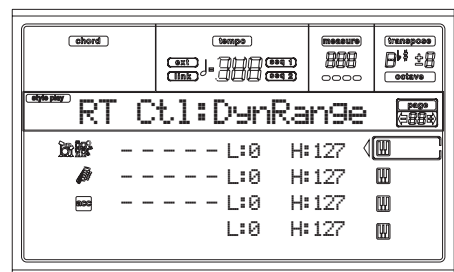 chord tempo measure transpose
ext seq 1
link seq 2
octave
style play page
RT Ctl:DynRange
- - - - - L:0 H:127
- - - - - L:0 H:127
acc - - - - - L:0 H:127
L:0 H:127